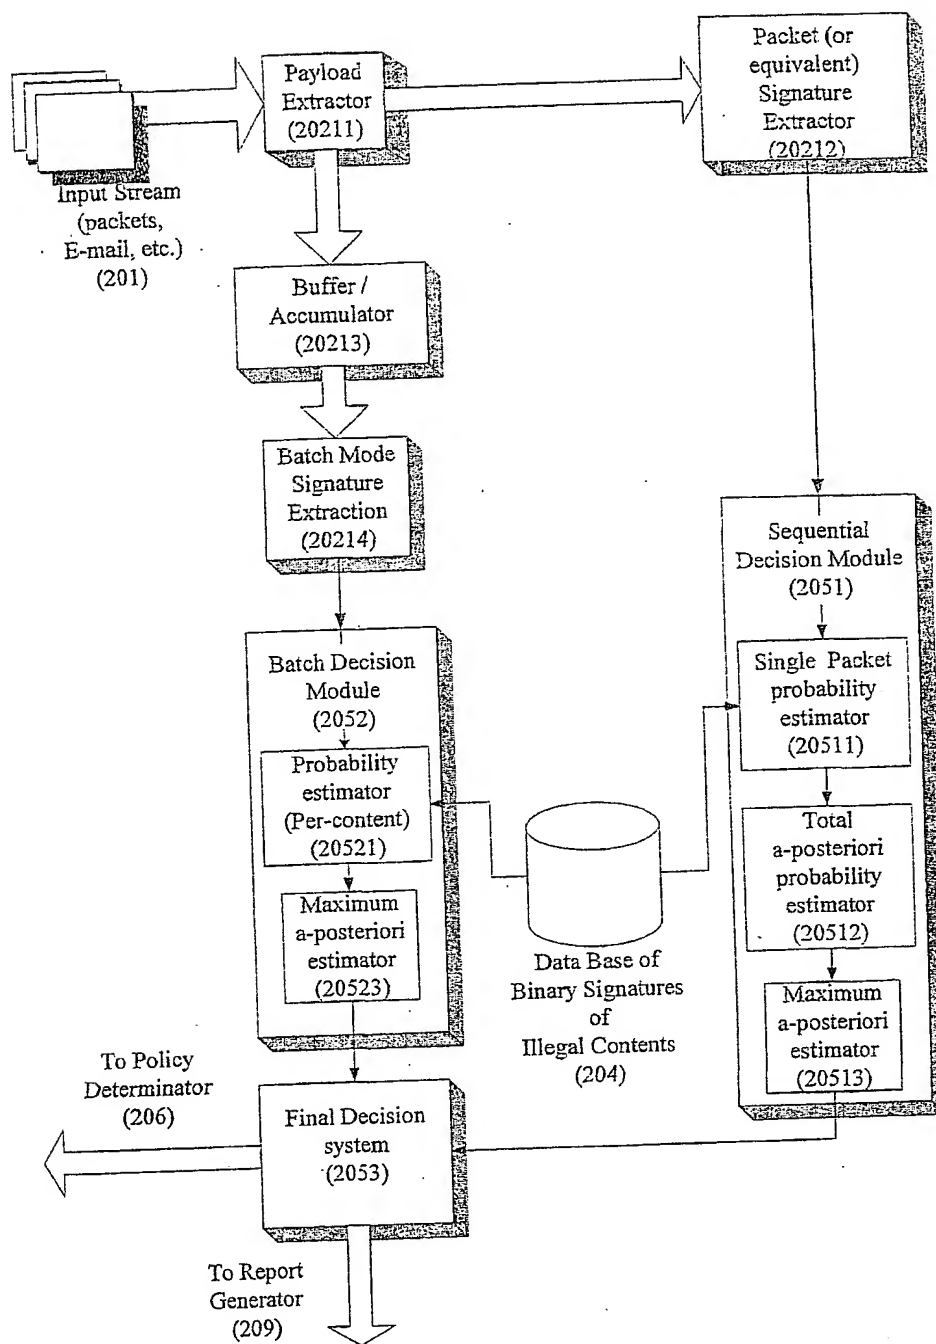 Payload
Extractor
(20211)
Packet (or
equivalent)
Signature
Extractor
(20212)
Input Stream
(packets,
E-mail, etc.)
(201)
Buffer /
Accumulator
(20213)
Batch Mode
Signature
Extraction
(20214)
Sequential
Decision Module
(2051)
Single Packet
probability
estimator
(20511)
Total
a-posteriori
probability
estimator
(20512)
Maximum
a-posteriori
estimator
(20513)
Batch Decision
Module
(2052)
Probability
estimator
(Per-content)
(20521)
Maximum
a-posteriori
estimator
(20523)
Data Base of
Binary Signatures
of
Illegal Contents
(204)
To Policy
Determinator
(206)
Final Decision
system
(2053)
To Report
Generator
(209)